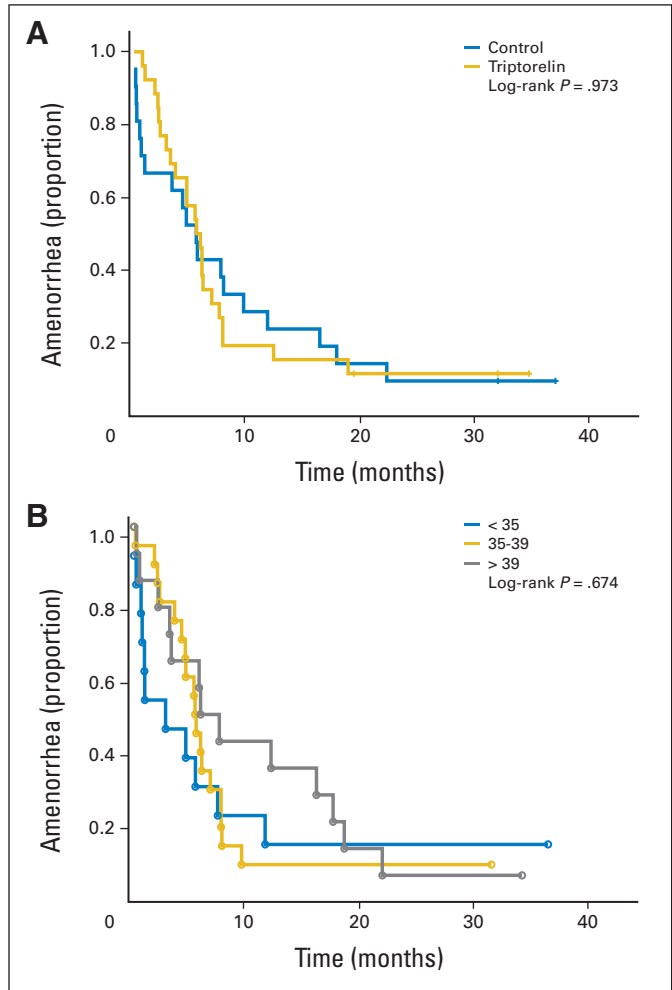 A
1.0
0.8
0.6
0.4
0.2
0 10 20 30 40
Amenorrhea (proportion)
Time (months)
Control
Triptorelin
Log-rank P = .973
B
1.0
0.8
0.6
0.4
0.2
0 10 20 30 40
Amenorrhea (proportion)
Time (months)
< 35
35-39
> 39
Log-rank P = .674